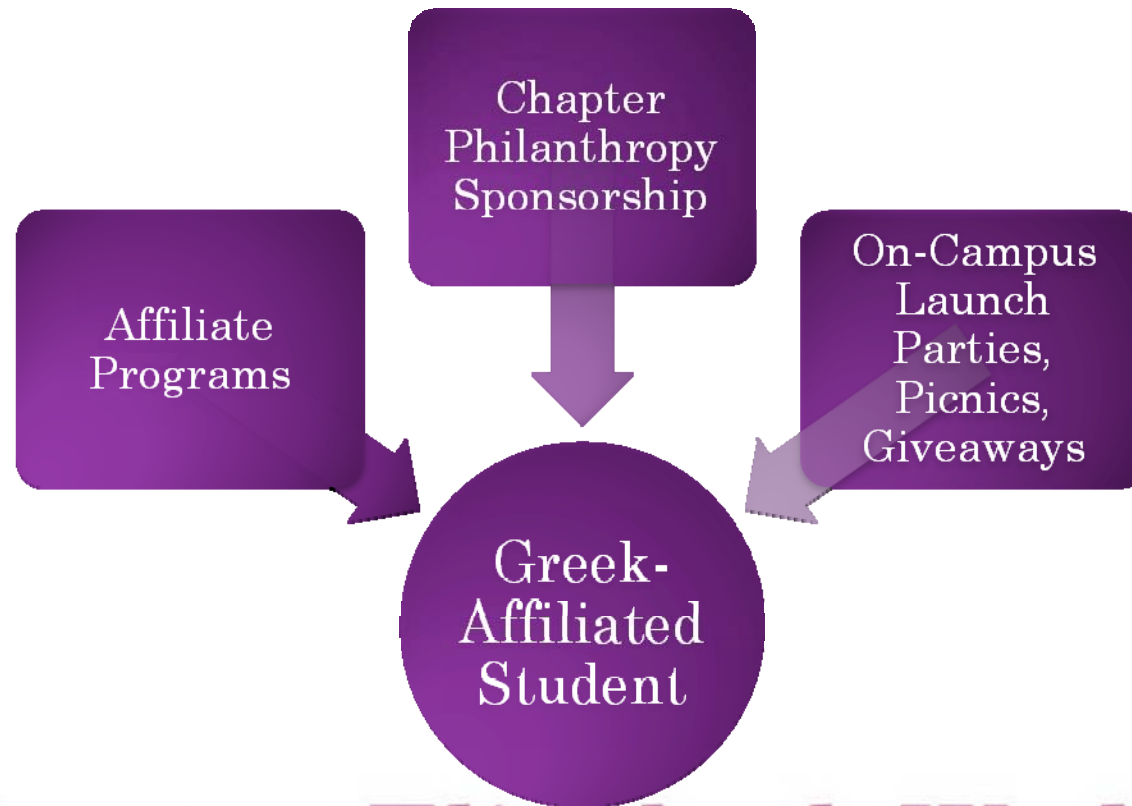 Chapter
Philanthropy
Sponsorship
Affiliate
Programs
On-Campus
Launch
Parties,
Picnics,
Giveaways
Greek-
Affiliated
Student